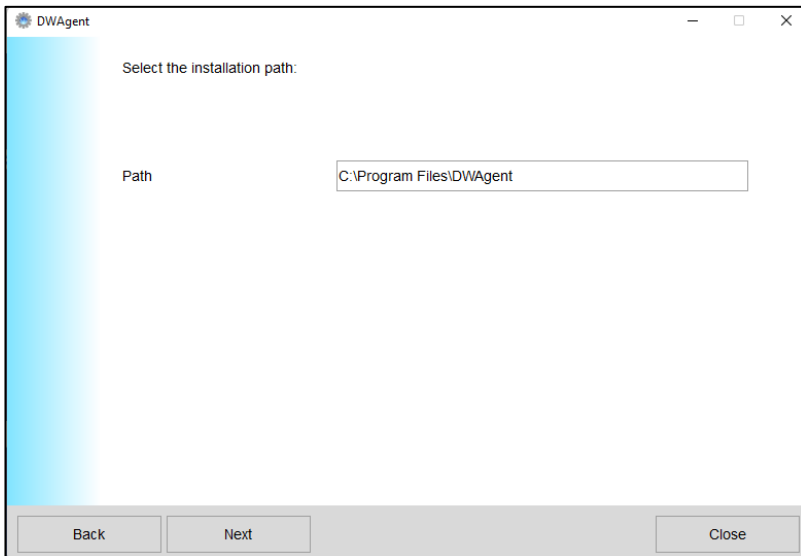 DWAgent
Select the installation path:
Path
C:\Program Files\DWAgent
Back
Next
Close